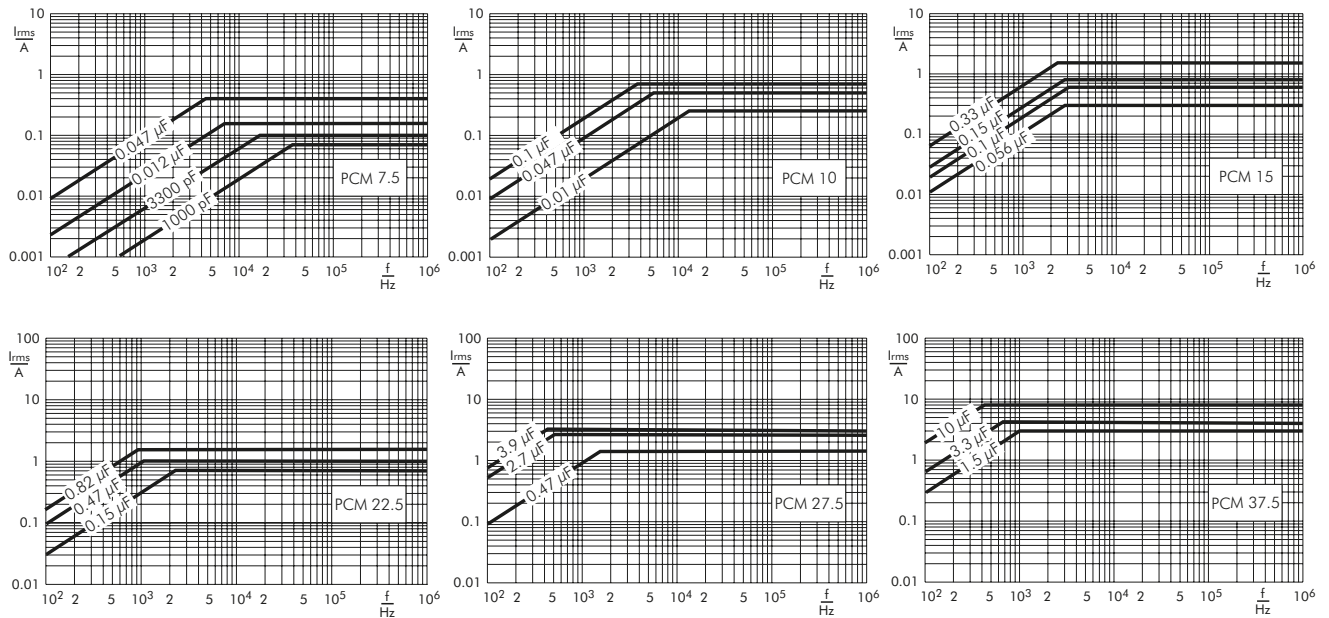 10
Irms
A
1
0.1
0.01
0.001
0.047 µF
0.012 µF
3300 pF
1000 pF
PCM 7.5
10² 2 5 10³ 2 5 10⁴ 2 5 10⁵ f 10⁶
Hz
10
Irms
A
1
0.1
0.01
0.001
0.1 µF
0.047 µF
0.01 µF
PCM 10
10² 2 5 10³ 2 5 10⁴ 2 5 10⁵ f 10⁶
Hz
10
Irms
A
1
0.1
0.01
0.001
0.33 µF
0.15 µF
0.1 µF
0.056 µF
PCM 15
10² 2 5 10³ 2 5 10⁴ 2 5 10⁵ 2 f 10⁶
Hz
100
Irms
A
10
1
0.1
0.01
0.82 µF
0.47 µF
0.15 µF
PCM 22.5
10² 2 5 10³ 2 5 10⁴ 2 5 10⁵ 2 f 10⁶
Hz
100
Irms
A
10
1
0.1
0.01
3.9 µF
2.7 µF
0.47 µF
PCM 27.5
10² 2 5 10³ 2 5 10⁴ 2 5 10⁵ 2 f 10⁶
Hz
100
Irms
A
10
1
0.1
0.01
10 µF
3.3 µF
1.5 µF
PCM 37.5
10² 2 5 10³ 2 5 10⁴ 2 5 10⁵ 2 f 10⁶
Hz